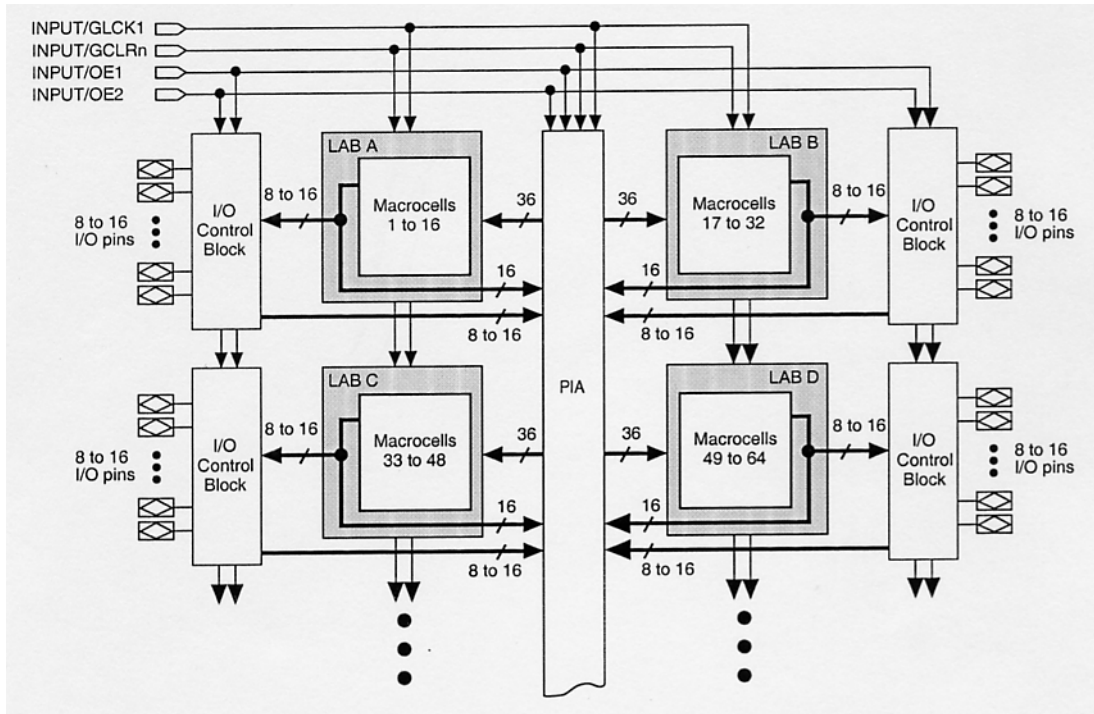 INPUT/GLCK1
INPUT/GCLRn
INPUT/OE1
INPUT/OE2
LAB A
LAB B
8 to 16
I/O pins
I/O
Control
Block
8 to 16
Macrocells
1 to 16
36
36
Macrocells
17 to 32
8 to 16
I/O
Control
Block
8 to 16
I/O pins
16
16
8 to 16
8 to 16
LAB C
PIA
LAB D
8 to 16
I/O pins
I/O
Control
Block
8 to 16
Macrocells
33 to 48
36
36
Macrocells
49 to 64
8 to 16
I/O
Control
Block
8 to 16
I/O pins
16
16
8 to 16
8 to 16